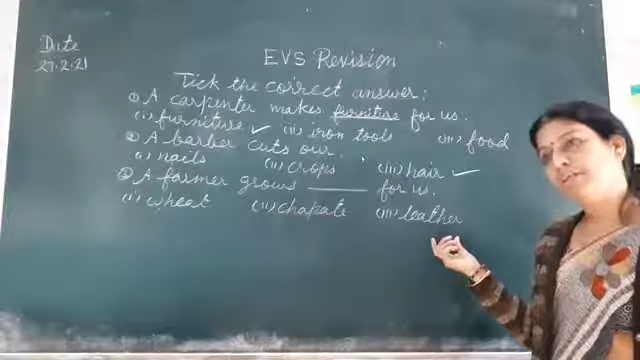 Date
27.2.21
EVS Revision
Tick the correct answer:
① A carpenter makes furniture for us.
(i) furniture ✓ (ii) iron tools (iii) food
② A barber cuts our.
(i) nails (ii) crops (iii) hair ✓
③ A farmer grows ______ for us.
(i) wheat (ii) chapate (iii) leather